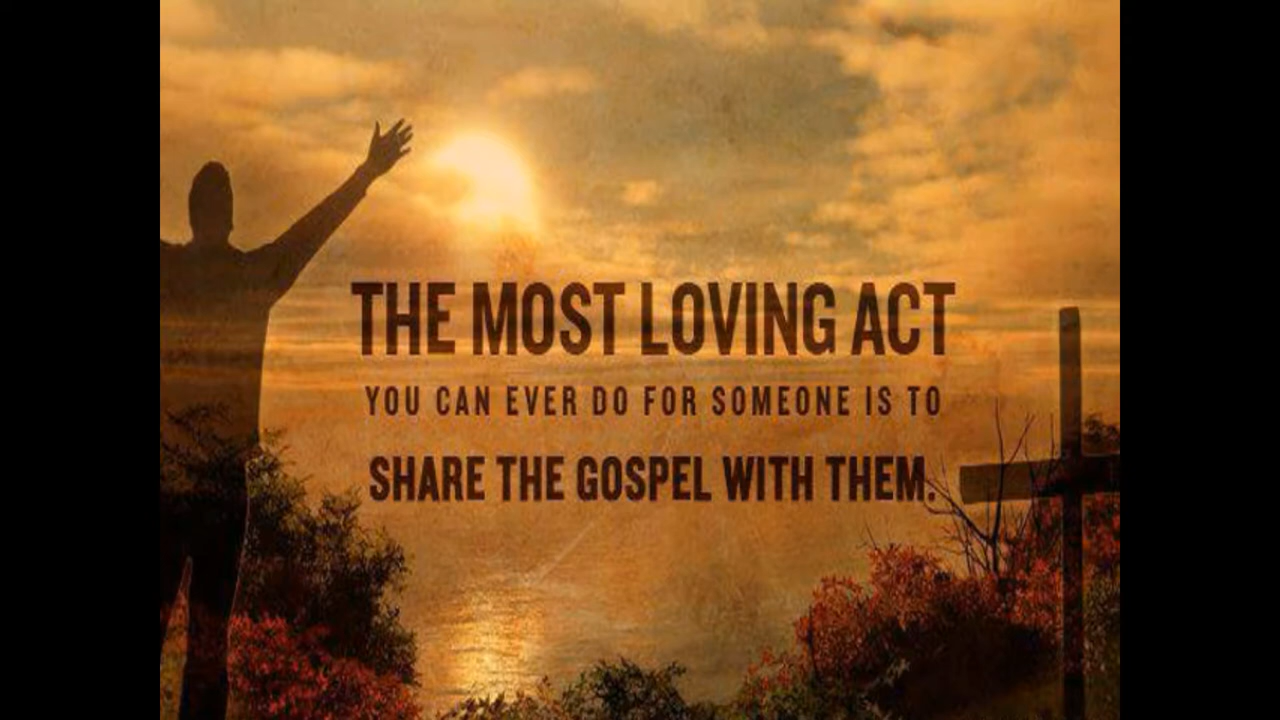 THE MOST LOVING ACT
YOU CAN EVER DO FOR SOMEONE IS TO
SHARE THE GOSPEL WITH THEM.